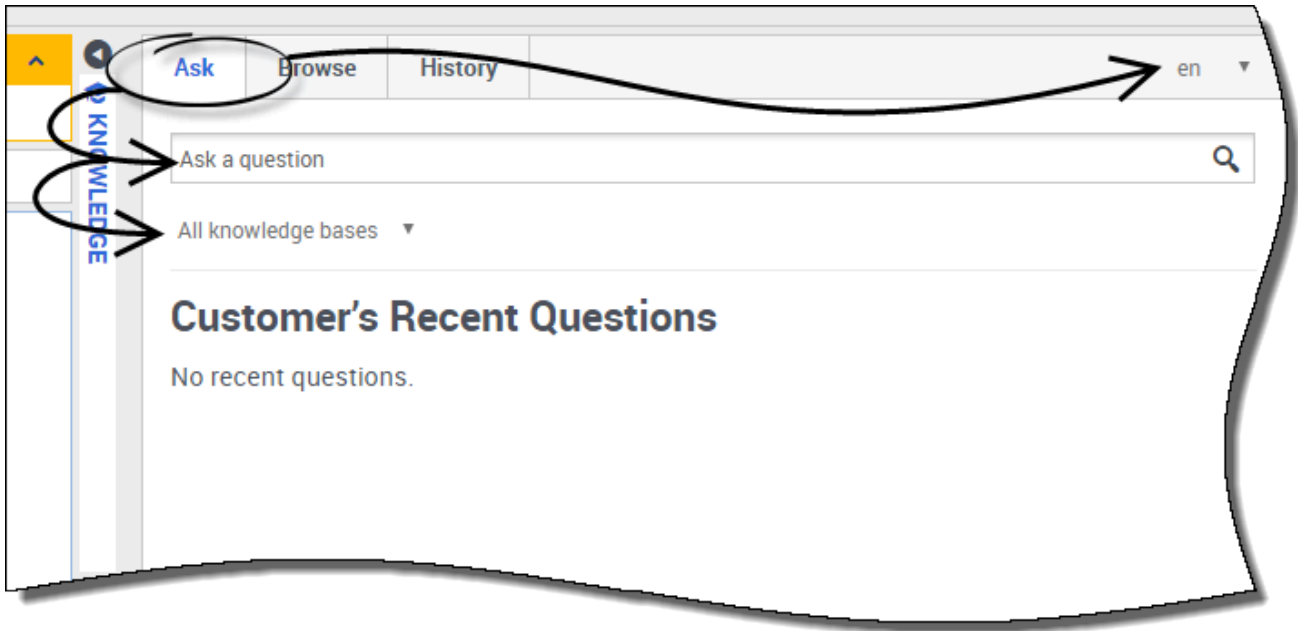 Ask
Browse
History
en
KNOWLEDGE
Ask a question
All knowledge bases
Customer's Recent Questions
No recent questions.